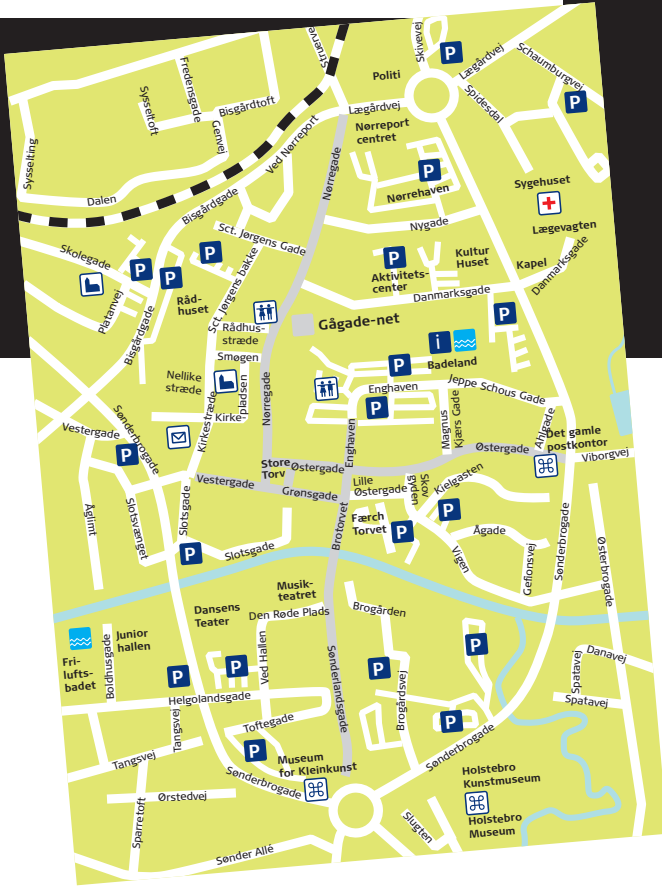 Struervej
Skivevej
P
Politi
Lægårdvej
Schaumburgvej
Fredensgade
Sysseltoft
Bisgårdtoft
Genvej
P
Spidesdal
Lægårdvej
Ved Nørreport
Nørreport
centret
Sysselting
Nørregade
P
Nørrehaven
Sygehuset
Dalen
Bisgårdgade
Lægevagten
Nygade
Sct. Jørgens Gade
Skolegade
P
P
P
P
Aktivitets-
center
Kultur
Huset
Kapel
Danmarksgade
Danmarksgade
Platanvej
Råd-
huset
Sct. Jørgens bakke
P
Bisgårdgade
Rådhus-
stræde
Gågade-net
Smøgen
i
Badeland
P
Nellike
stræde
Kirke-
pladsen
Nørregade
Enghaven
P
Jeppe Schous Gade
Magnus
Kjærs Gade
Ahlgade
Kirkestræde
Sønderbrogade
Vestergade
P
Enghaven
Østergade
Det gamle
postkontor
Viborgvej
Store
Torv
Østergade
Vestergade
Grønsgade
Lille
Østergade
Skov
gyden
Kielgasten
Åglimt
Slotsvænget
Slotsgade
Brotorvet
Færch
Torvet
P
P
Ågade
Sønderbrogade
Østerbrogade
P
Slotsgade
Vigen
Gefionsvej
Musik-
teatret
Dansens
Teater
Den Røde Plads
Brogården
Junior
hallen
Fri-
lufts-
badet
Boldhusgade
Ved Hallen
P
P
P
P
Danavej
Spatavej
Spatavej
Helgolandsgade
Sønderlandsgade
Brogårdsvej
Tangsvej
Toftegade
P
P
Sønderbrogade
Tangsvej
Museum
for Kleinkunst
Sønderbrogade
Holstebro
Kunstmuseum
Ørstedvej
Sparretoft
Slugten
Holstebro
Museum
Sønder Allé